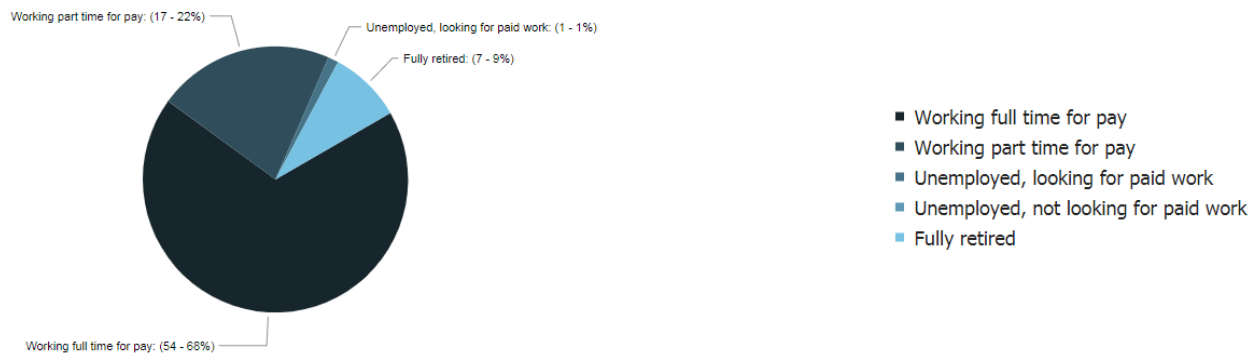 Working part time for pay: (17 - 22%)
Unemployed, looking for paid work: (1 - 1%)
Fully retired: (7 - 9%)
Working full time for pay: (54 - 68%)
Working full time for pay
Working part time for pay
Unemployed, looking for paid work
Unemployed, not looking for paid work
Fully retired